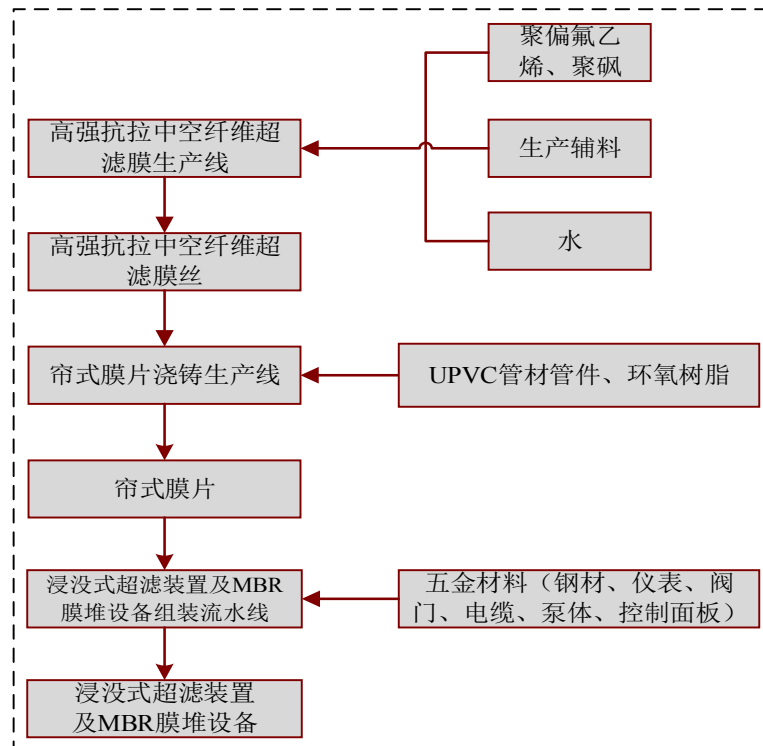 聚偏氟乙
烯、聚砜
高强抗拉中空纤维超
滤膜生产线
生产辅料
水
高强抗拉中空纤维超
滤膜丝
帘式膜片浇铸生产线
UPVC管材管件、环氧树脂
帘式膜片
浸没式超滤装置及MBR
膜堆设备组装流水线
五金材料（钢材、仪表、阀
门、电缆、泵体、控制面板）
浸没式超滤装置
及MBR膜堆设备